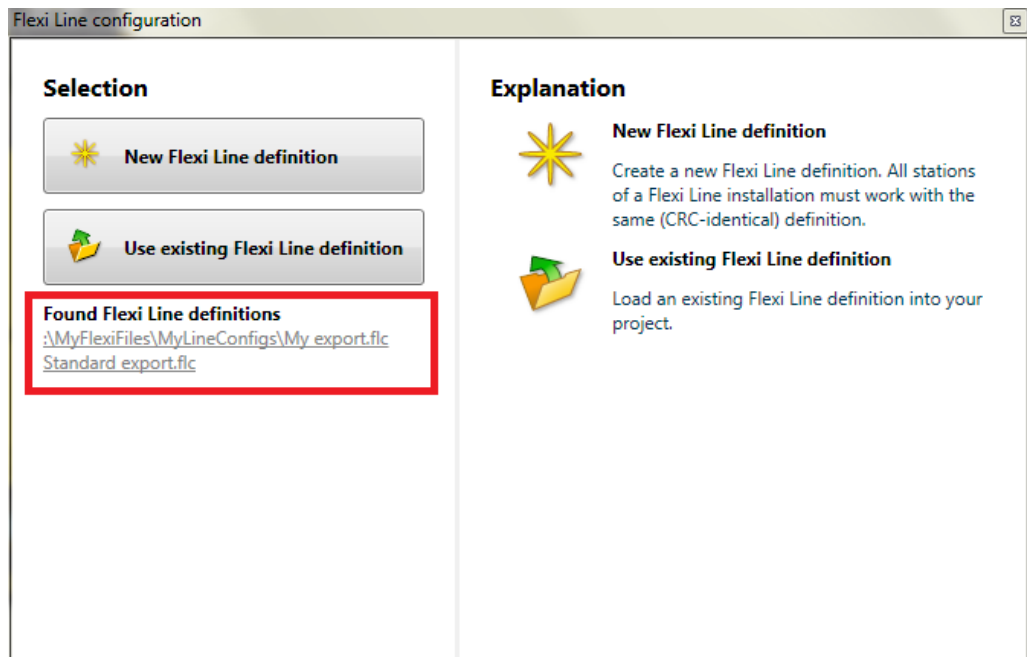 Flexi Line configuration
Selection
New Flexi Line definition
Use existing Flexi Line definition
Found Flexi Line definitions
:\MyFlexiFiles\MyLineConfigs\My export.flc
Standard export.flc
Explanation
New Flexi Line definition
Create a new Flexi Line definition. All stations
of a Flexi Line installation must work with the
same (CRC-identical) definition.
Use existing Flexi Line definition
Load an existing Flexi Line definition into your
project.